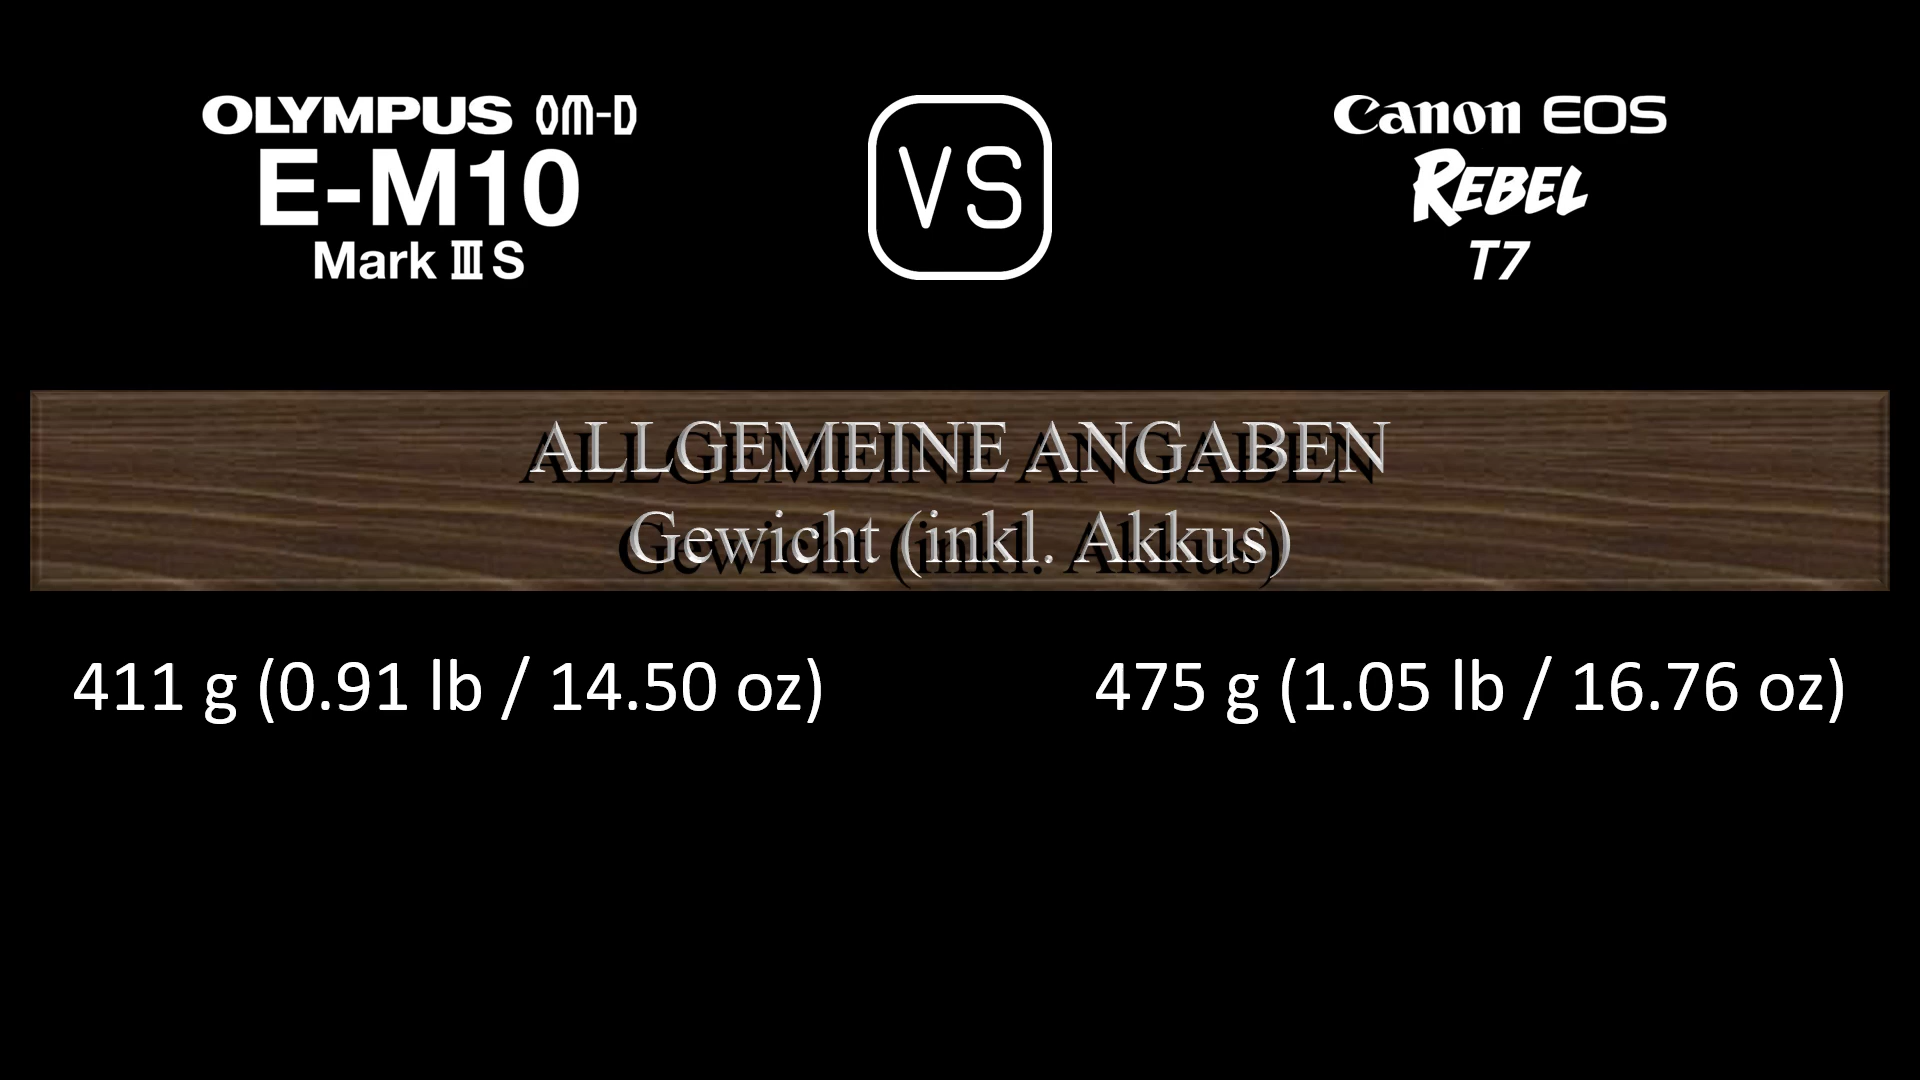 OLYMPUS OM-D
E-M10
Mark III S
VS
Canon EOS
REBEL
T7
ALLGEMEINE ANGABEN
Gewicht (inkl. Akkus)
411 g (0.91 lb / 14.50 oz)
475 g (1.05 lb / 16.76 oz)